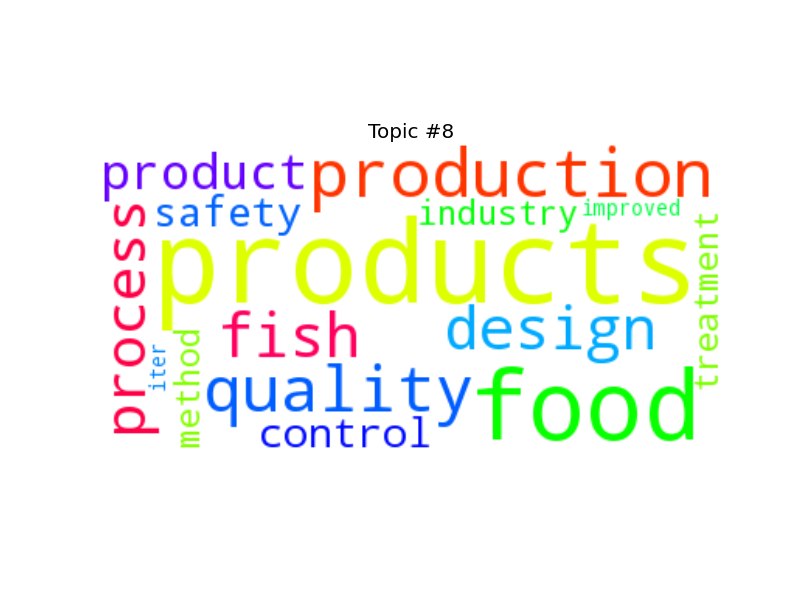 Topic #8
product
production
safety
industry
improved
process
products
treatment
fish
design
iter
method
quality
food
control